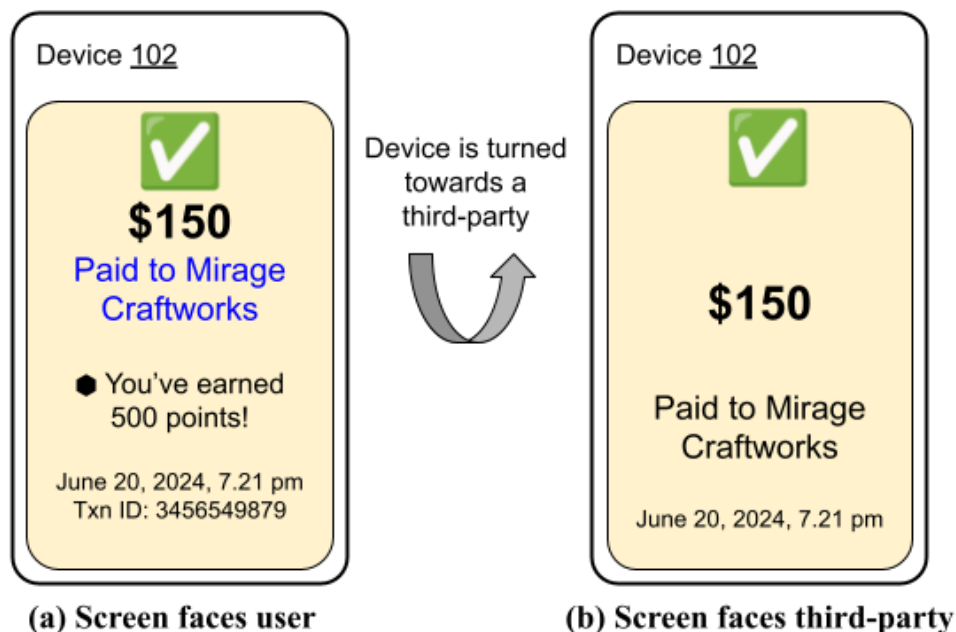 Device 102
$150
Paid to Mirage
Craftworks
You've earned
500 points!
June 20, 2024, 7.21 pm
Txn ID: 3456549879
(a) Screen faces user
Device is turned
towards a
third-party
Device 102
$150
Paid to Mirage
Craftworks
June 20, 2024, 7.21 pm
(b) Screen faces third-party